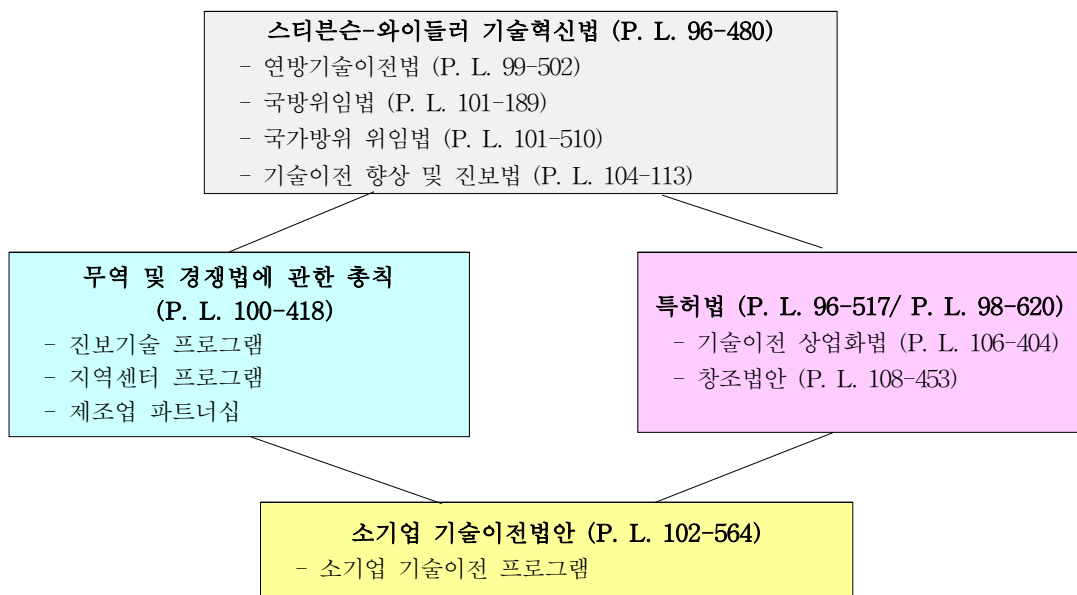 스티븐슨-와이들러 기술혁신법 (P. L. 96-480)
- 연방기술이전법 (P. L. 99-502)
- 국방위임법 (P. L. 101-189)
- 국가방위 위임법 (P. L. 101-510)
- 기술이전 향상 및 진보법 (P. L. 104-113)
무역 및 경쟁법에 관한 총칙
(P. L. 100-418)
- 진보기술 프로그램
- 지역센터 프로그램
- 제조업 파트너십
특허법 (P. L. 96-517/ P. L. 98-620)
- 기술이전 상업화법 (P. L. 106-404)
- 창조법안 (P. L. 108-453)
소기업 기술이전법안 (P. L. 102-564)
- 소기업 기술이전 프로그램